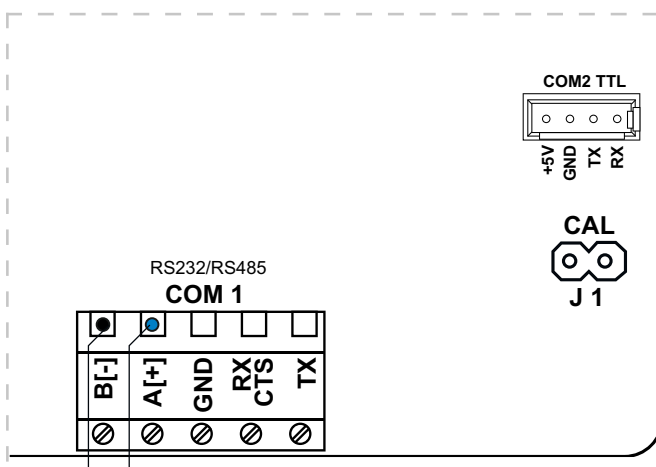 COM2 TTL
+5V
GND
TX
RX
CAL
J 1
RS232/RS485
COM 1
B[-]
A[+]
GND
RX
CTS
TX